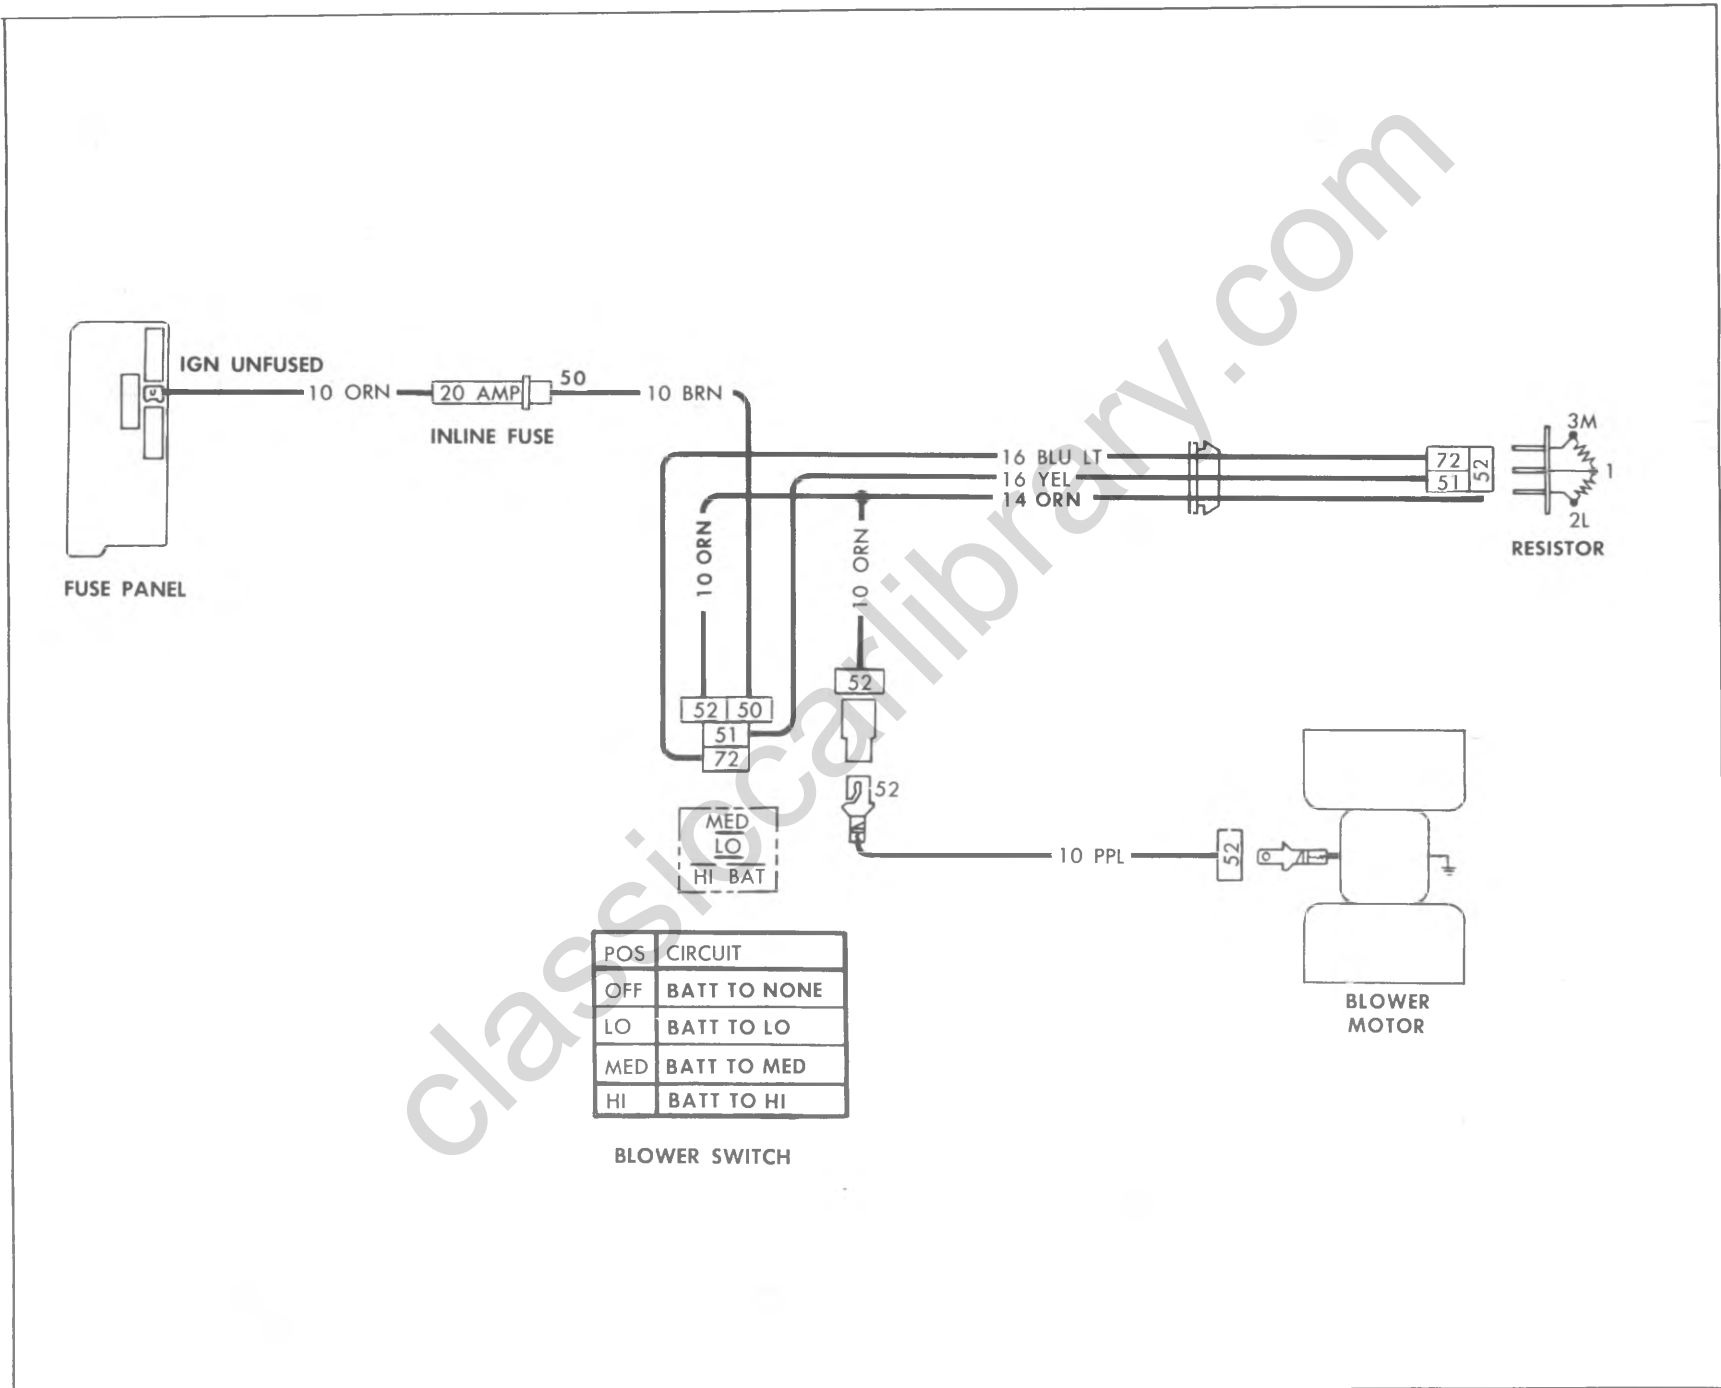 IGN UNFUSED
10 ORN
20 AMP
50
10 BRN
INLINE FUSE
FUSE PANEL
16 BLU LT
16 YEL
14 ORN
72
51
52
3M
1
2L
RESISTOR
10 ORN
10 ORN
52
52 50
51
72
52
MED
LO
HI BAT
10 PPL
52
BLOWER
MOTOR
POS CIRCUIT
OFF BATT TO NONE
LO BATT TO LO
MED BATT TO MED
HI BATT TO HI
BLOWER SWITCH
classiccarlibrary.com